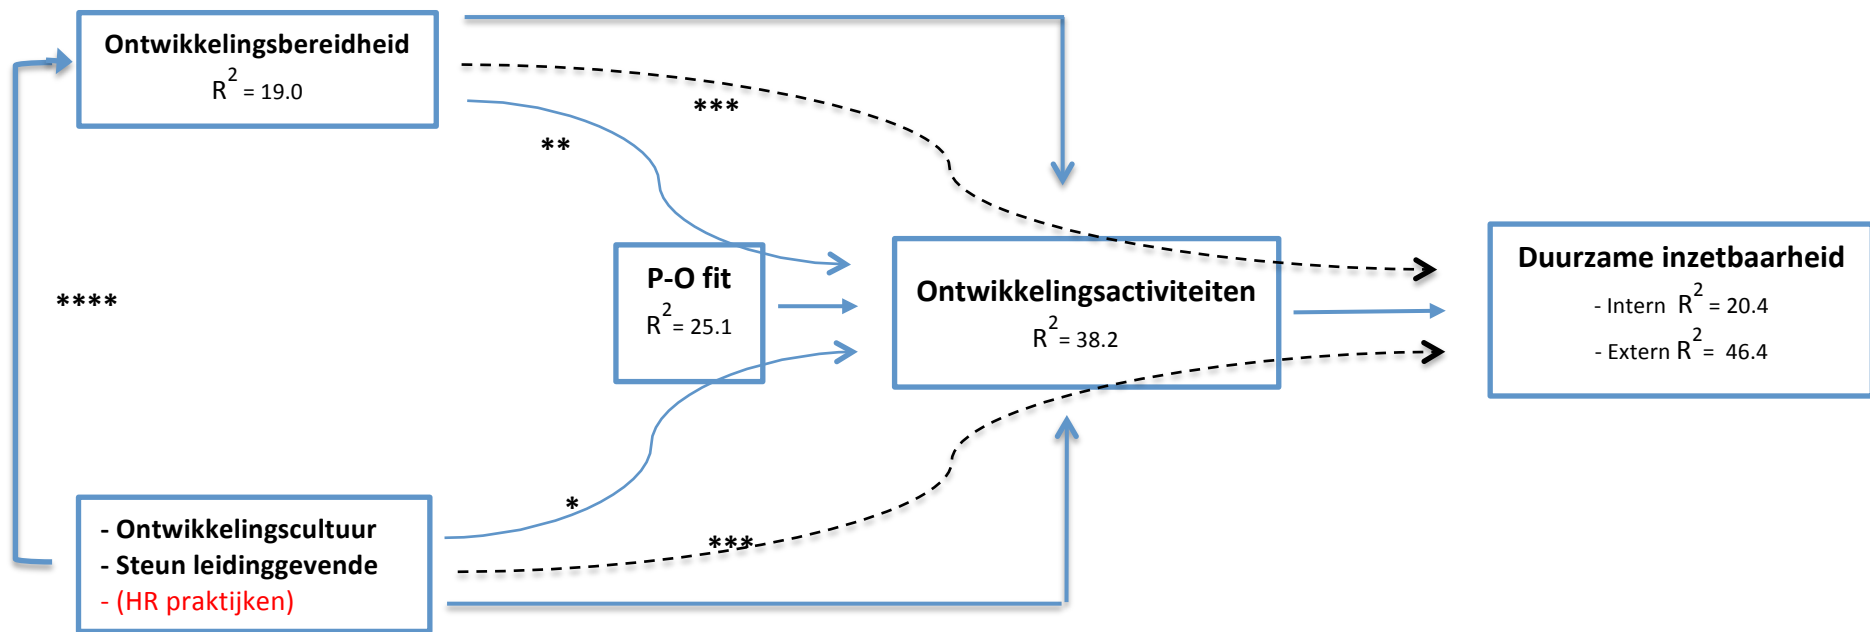 Ontwikkelingsbereidheid
R² = 19.0
***
**
****
P-O fit
R² = 25.1
Ontwikkelingsactiviteiten
R² = 38.2
Duurzame inzetbaarheid
- Intern R² = 20.4
- Extern R² = 46.4
*
***
- Ontwikkelingscultuur
- Steun leidinggevende
- (HR praktijken)